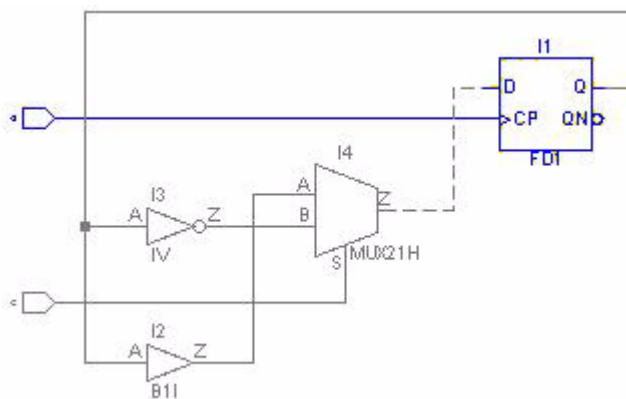 I1
D Q
CP QN
FD1
I4
A
Z
I3
A Z B
IV
S MUX21H
I2
A Z
B1I